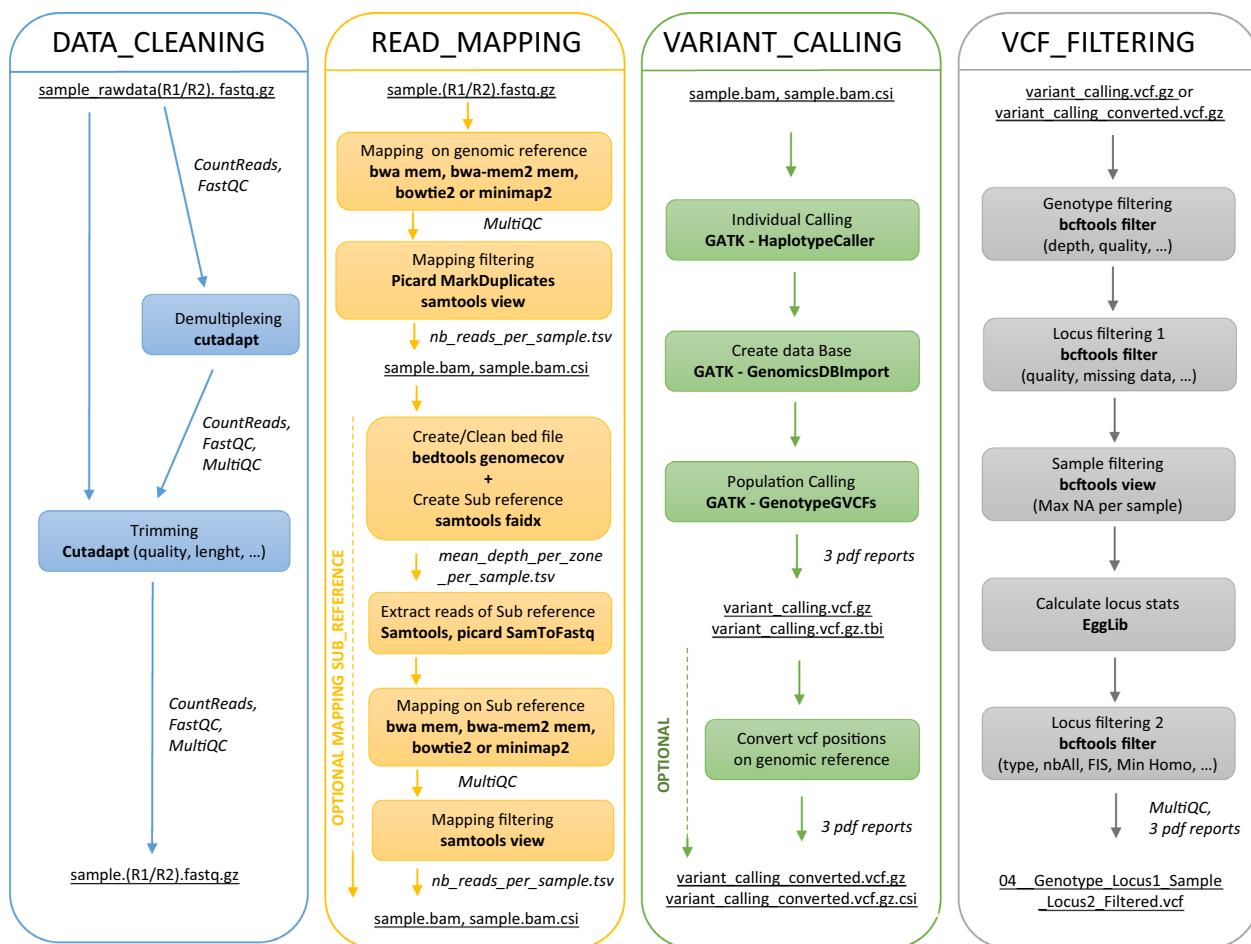 DATA_CLEANING
sample_rawdata(R1/R2). fastq.gz
CountReads,
FastQC
Demultiplexing
cutadapt
CountReads,
FastQC,
MultiQC
Trimming
Cutadapt (quality, lenght, ...)
CountReads,
FastQC,
MultiQC
sample.(R1/R2).fastq.gz
READ_MAPPING
sample.(R1/R2).fastq.gz
Mapping on genomic reference
bwa mem, bwa-mem2 mem,
bowtie2 or minimap2
MultiQC
Mapping filtering
Picard MarkDuplicates
samtools view
nb_reads_per_sample.tsv
sample.bam, sample.bam.csi
OPTIONAL MAPPING SUB_REFERENCE
Create/Clean bed file
bedtools genomecov
+
Create Sub reference
samtools faidx
mean_depth_per_zone
_per_sample.tsv
Extract reads of Sub reference
Samtools, picard SamToFastq
Mapping on Sub reference
bwa mem, bwa-mem2 mem,
bowtie2 or minimap2
MultiQC
Mapping filtering
samtools view
nb_reads_per_sample.tsv
sample.bam, sample.bam.csi
VARIANT_CALLING
sample.bam, sample.bam.csi
Individual Calling
GATK - HaplotypeCaller
Create data Base
GATK - GenomicsDBImport
Population Calling
GATK - GenotypeGVCFs
3 pdf reports
variant_calling.vcf.gz
variant_calling.vcf.gz.tbi
OPTIONAL
Convert vcf positions
on genomic reference
3 pdf reports
variant_calling_converted.vcf.gz
variant_calling_converted.vcf.gz.csi
VCF_FILTERING
variant_calling.vcf.gz or
variant_calling_converted.vcf.gz
Genotype filtering
bcftools filter
(depth, quality, ...)
Locus filtering 1
bcftools filter
(quality, missing data, ...)
Sample filtering
bcftools view
(Max NA per sample)
Calculate locus stats
EggLib
Locus filtering 2
bcftools filter
(type, nbAll, FIS, Min Homo, ...)
MultiQC,
3 pdf reports
04__Genotype_Locus1_Sample
_Locus2_Filtered.vcf